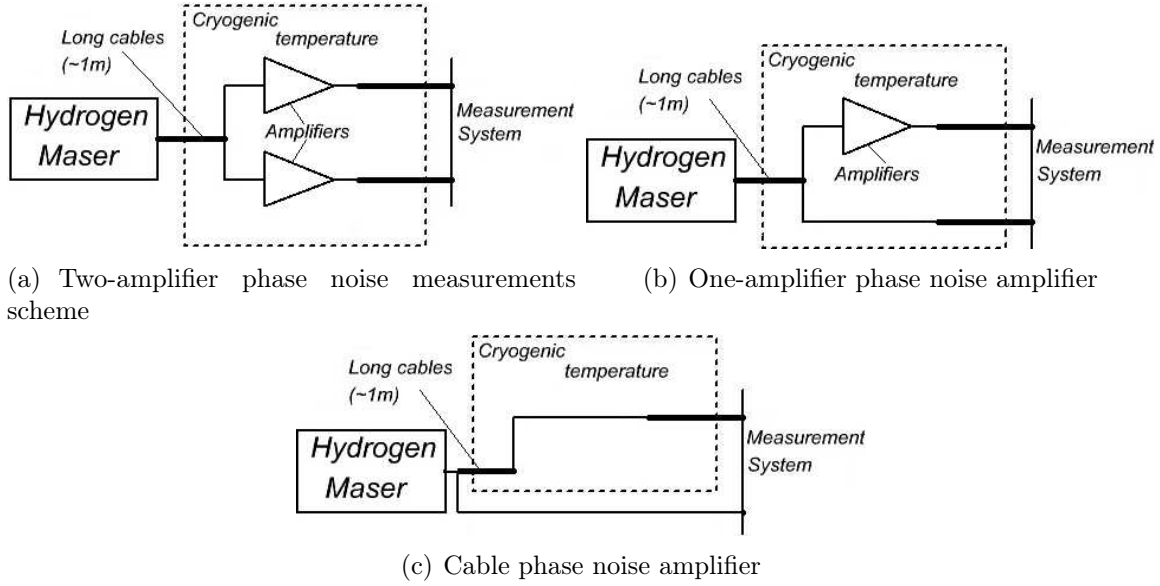 Cryogenic
temperature
Long cables
(~1m)
Hydrogen
Maser
Amplifiers
Measurement
System
(a) Two-amplifier phase noise measurements
scheme
Cryogenic
temperature
Long cables
(~1m)
Hydrogen
Maser
Amplifiers
Measurement
System
(b) One-amplifier phase noise amplifier
Cryogenic
temperature
Long cables
(~1m)
Hydrogen
Maser
Measurement
System
(c) Cable phase noise amplifier